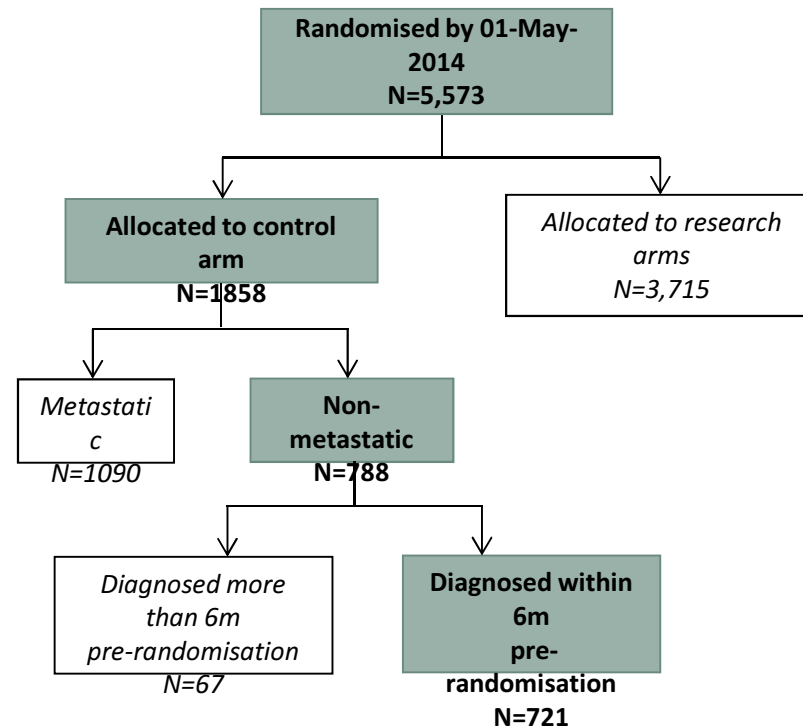 Randomised by 01-May-
2014
N=5,573
Allocated to control
arm
N=1858
Allocated to research
arms
N=3,715
Metastati
c
N=1090
Non-
metastatic
N=788
Diagnosed more
than 6m
pre-randomisation
N=67
Diagnosed within
6m
pre-
randomisation
N=721